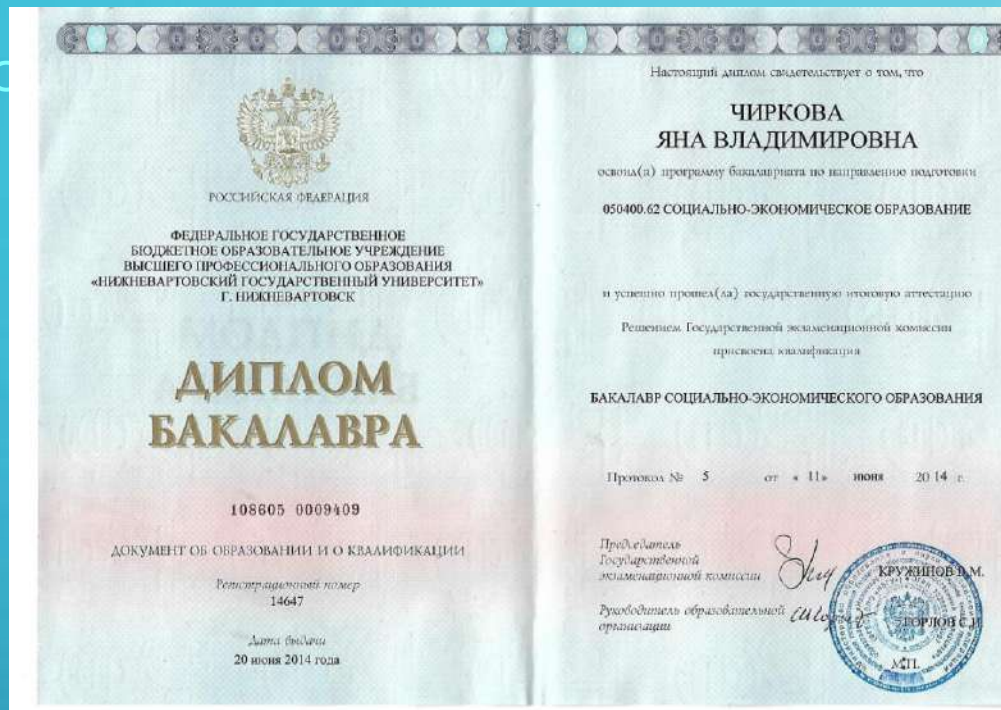 РОССИЙСКАЯ ФЕДЕРАЦИЯ
ФЕДЕРАЛЬНОЕ ГОСУДАРСТВЕННОЕ
БЮДЖЕТНОЕ ОБРАЗОВАТЕЛЬНОЕ УЧРЕЖДЕНИЕ
ВЫСШЕГО ПРОФЕССИОНАЛЬНОГО ОБРАЗОВАНИЯ
«НИЖНЕВАРТОВСКИЙ ГОСУДАРСТВЕННЫЙ УНИВЕРСИТЕТ»
Г. НИЖНЕВАРТОВСК
ДИПЛОМ
БАКАЛАВРА
108605 0009409
ДОКУМЕНТ ОБ ОБРАЗОВАНИИ И О КВАЛИФИКАЦИИ
Регистрационный номер
14647
Дата выдачи
20 июня 2014 года
Настоящий диплом свидетельствует о том, что
ЧИРКОВА
ЯНА ВЛАДИМИРОВНА
освоил(а) программу бакалавриата по направлению подготовки
050400.62 СОЦИАЛЬНО-ЭКОНОМИЧЕСКОЕ ОБРАЗОВАНИЕ
и успешно прошел(ла) государственную итоговую аттестацию
Решением Государственной экзаменационной комиссии
присвоена квалификация
БАКАЛАВР СОЦИАЛЬНО-ЭКОНОМИЧЕСКОГО ОБРАЗОВАНИЯ
Протокол № 5 от « 11» июня 20 14 г.
Председатель
Государственной
экзаменационной комиссии КРУЖИНОВ В.М.
Руководитель образовательной
организации ГОРЛОВ С.И.
М.П.